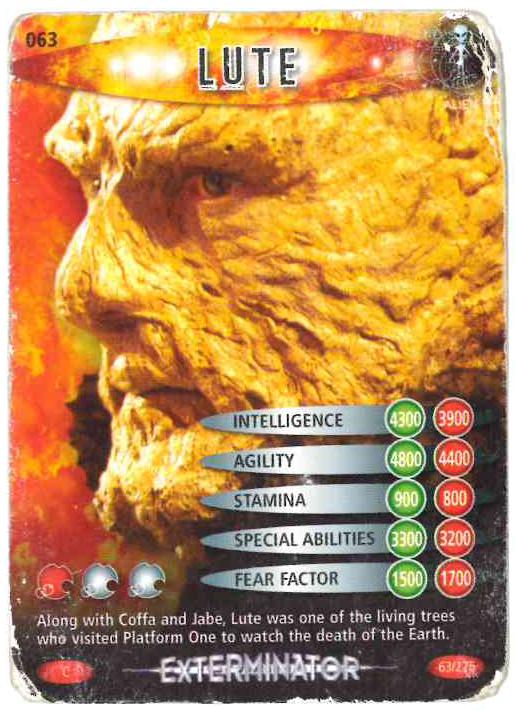 063
LUTE
ALIEN
INTELLIGENCE 4300 3900
AGILITY 4800 4400
STAMINA 900 800
SPECIAL ABILITIES 3300 3200
FEAR FACTOR 1500 1700
Along with Coffa and Jabe, Lute was one of the living trees
who visited Platform One to watch the death of the Earth.
C EXTERMINATOR 63/275